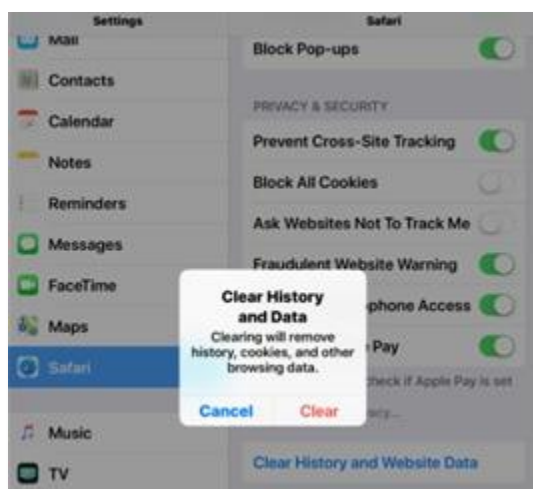 Settings
Mail
Contacts
Calendar
Notes
Reminders
Messages
FaceTime
Maps
Safari
Music
TV
Safari
Block Pop-ups
PRIVACY & SECURITY
Prevent Cross-Site Tracking
Block All Cookies
Ask Websites Not To Track Me
Fraudulent Website Warning
phone Access
Pay
check if Apple Pay is set
Clear History and Website Data
Clear History
and Data
Clearing will remove
history, cookies, and other
browsing data.
Cancel
Clear